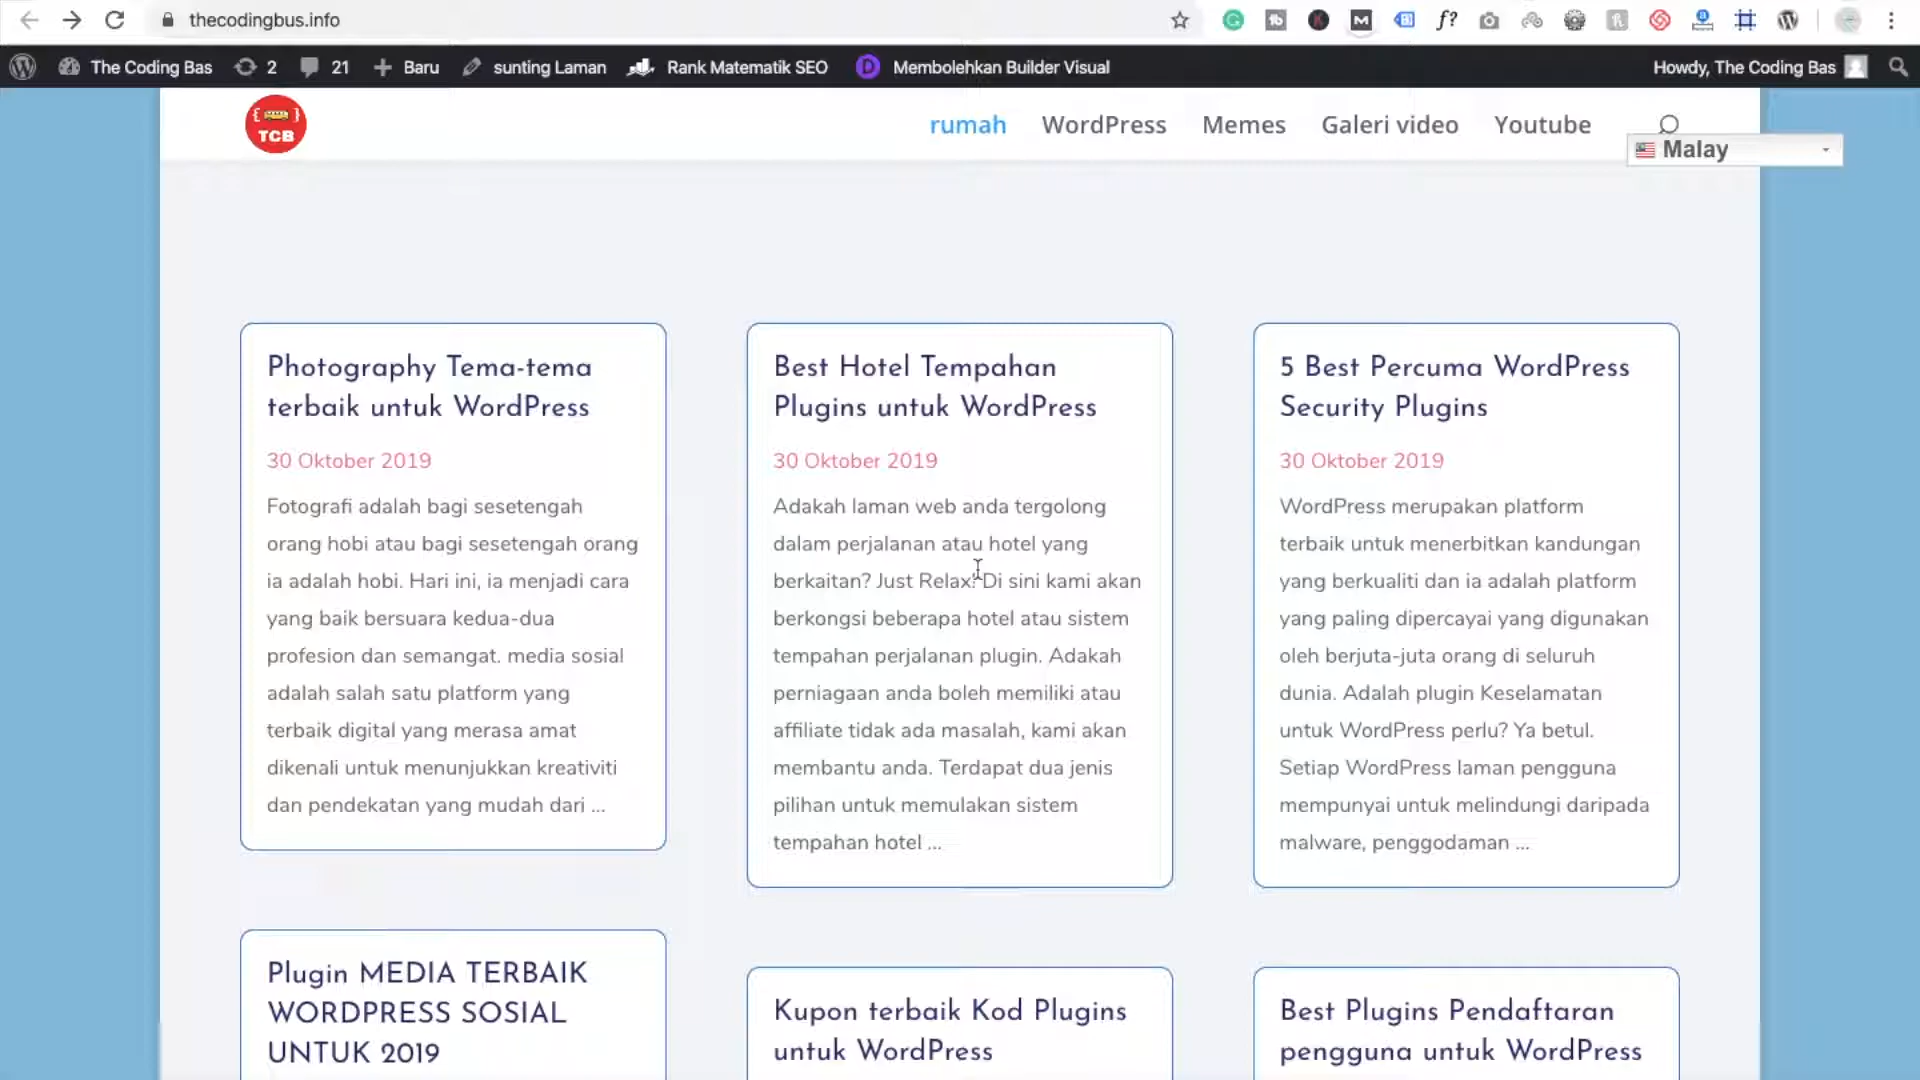 thecodingbus.info
The Coding Bas 2 21 Baru sunting Laman Rank Matematik SEO Membolehkan Builder Visual Howdy, The Coding Bas
TCB
rumah WordPress Memes Galeri video Youtube
Malay
Photography Tema-tema
terbaik untuk WordPress
30 Oktober 2019
Fotografi adalah bagi sesetengah
orang hobi atau bagi sesetengah orang
ia adalah hobi. Hari ini, ia menjadi cara
yang baik bersuara kedua-dua
profesion dan semangat. media sosial
adalah salah satu platform yang
terbaik digital yang merasa amat
dikenali untuk menunjukkan kreativiti
dan pendekatan yang mudah dari ...
Best Hotel Tempahan
Plugins untuk WordPress
30 Oktober 2019
Adakah laman web anda tergolong
dalam perjalanan atau hotel yang
berkaitan? Just Relax! Di sini kami akan
berkongsi beberapa hotel atau sistem
tempahan perjalanan plugin. Adakah
perniagaan anda boleh memiliki atau
affiliate tidak ada masalah, kami akan
membantu anda. Terdapat dua jenis
pilihan untuk memulakan sistem
tempahan hotel ...
5 Best Percuma WordPress
Security Plugins
30 Oktober 2019
WordPress merupakan platform
terbaik untuk menerbitkan kandungan
yang berkualiti dan ia adalah platform
yang paling dipercayai yang digunakan
oleh berjuta-juta orang di seluruh
dunia. Adalah plugin Keselamatan
untuk WordPress perlu? Ya betul.
Setiap WordPress laman pengguna
mempunyai untuk melindungi daripada
malware, penggodaman ...
Plugin MEDIA TERBAIK
WORDPRESS SOSIAL
UNTUK 2019
Kupon terbaik Kod Plugins
untuk WordPress
Best Plugins Pendaftaran
pengguna untuk WordPress